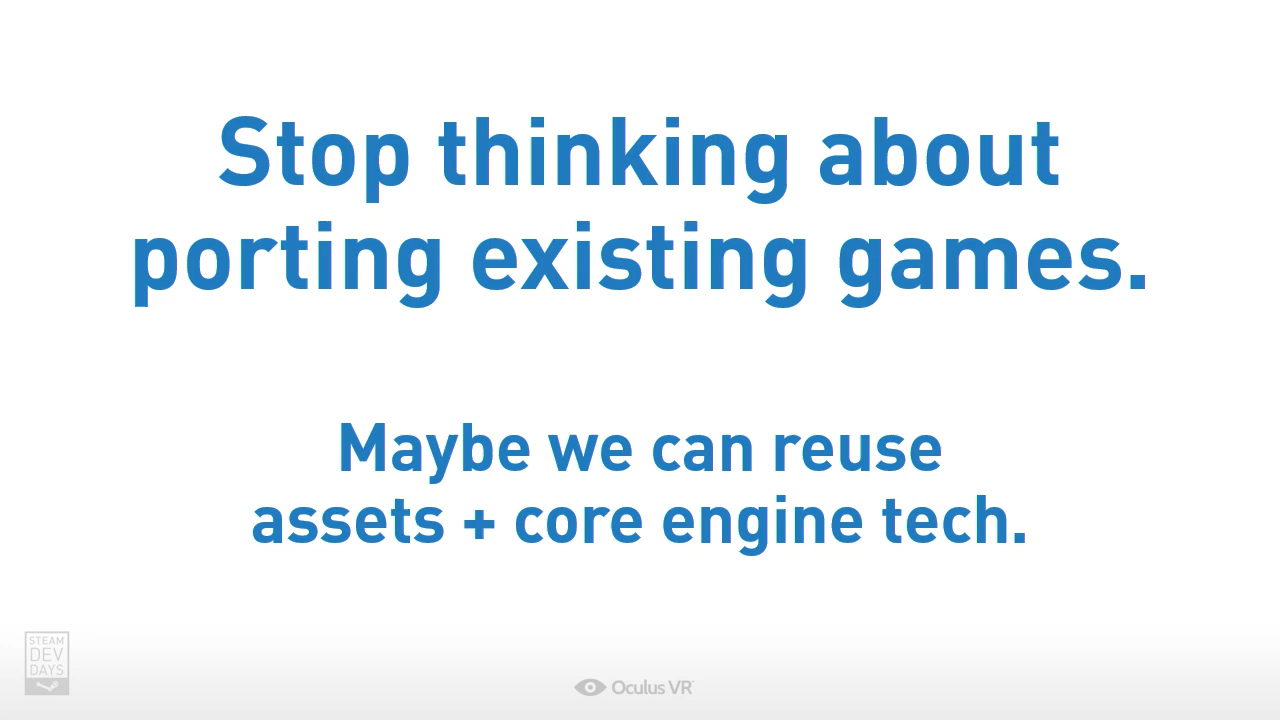 Stop thinking about
porting existing games.
Maybe we can reuse
assets + core engine tech.
STEAM
DEV
DAYS
Oculus VR